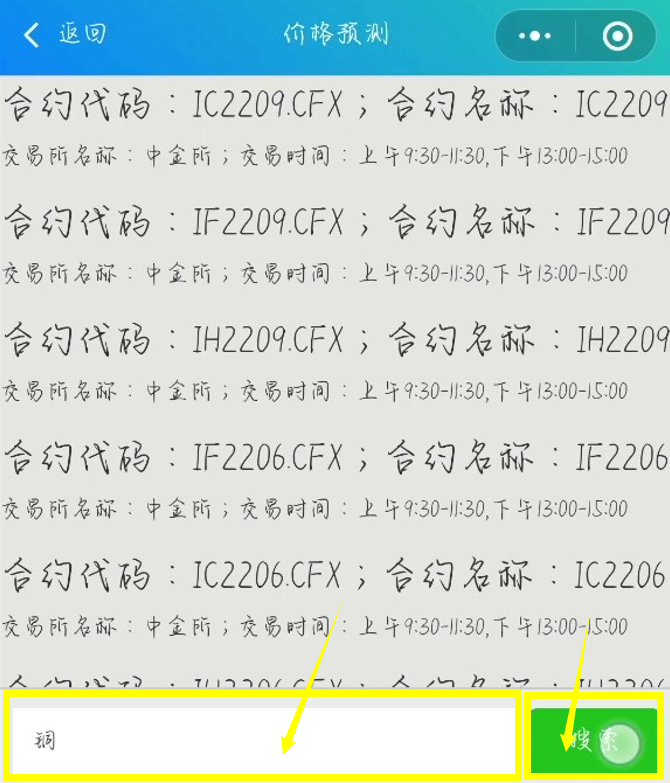 返回 价格预测
合约代码：IC2209.CFX；合约名称：IC2209
交易所名称：中金所；交易时间：上午9:30-11:30,下午13:00-15:00
合约代码：IF2209.CFX；合约名称：IF2209
交易所名称：中金所；交易时间：上午9:30-11:30,下午13:00-15:00
合约代码：IH2209.CFX；合约名称：IH2209
交易所名称：中金所；交易时间：上午9:30-11:30,下午13:00-15:00
合约代码：IF2206.CFX；合约名称：IF2206
交易所名称：中金所；交易时间：上午9:30-11:30,下午13:00-15:00
合约代码：IC2206.CFX；合约名称：IC2206
交易所名称：中金所；交易时间：上午9:30-11:30,下午13:00-15:00
铜 搜索